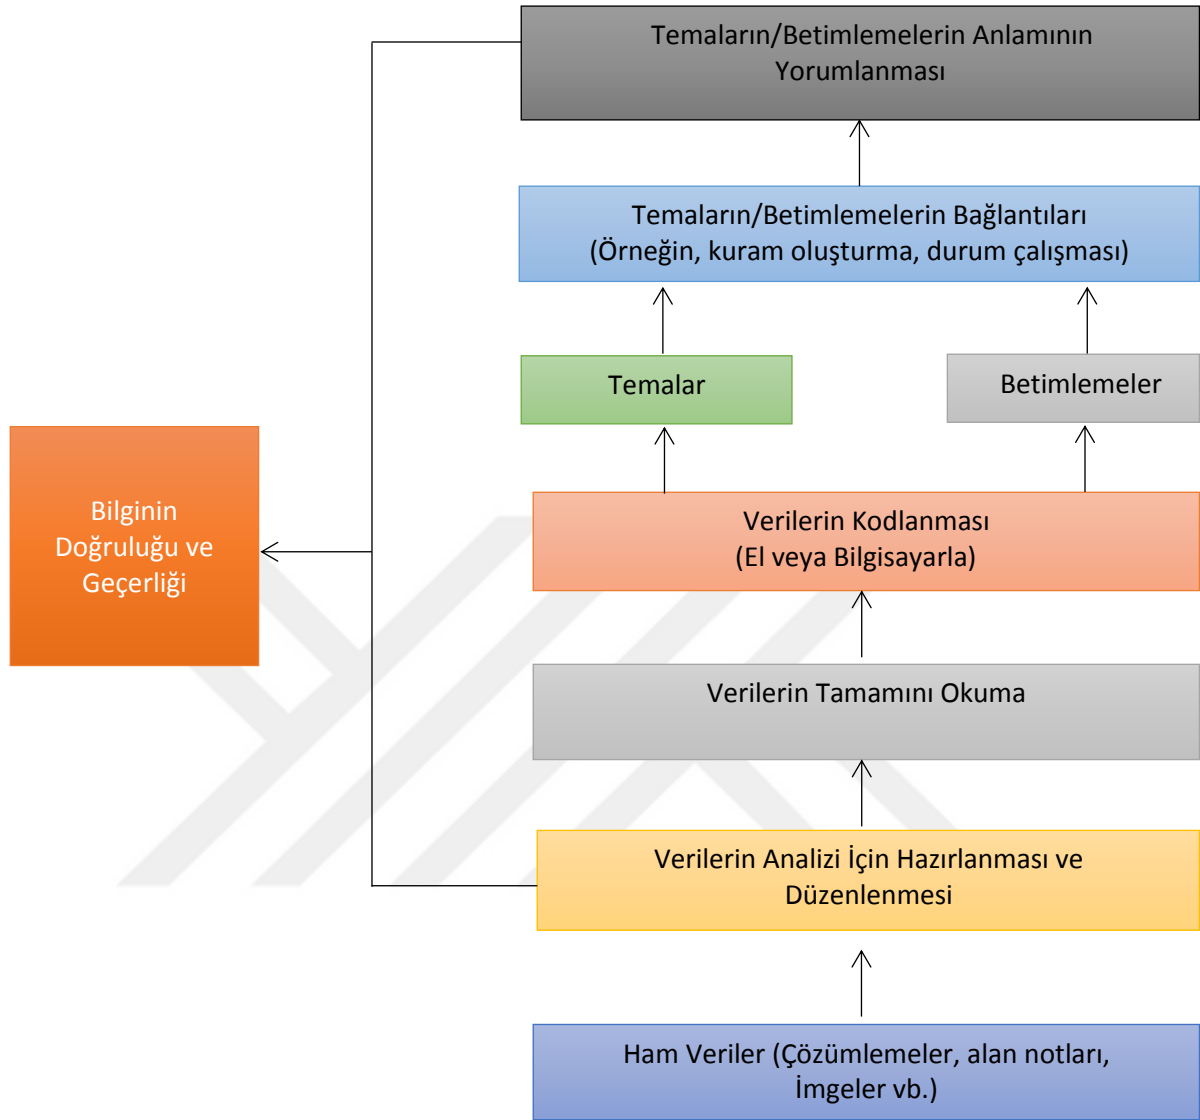 Temaların/Betimlemelerin Anlamının
Yorumlanması
Temaların/Betimlemelerin Bağlantıları
(Örneğin, kuram oluşturma, durum çalışması)
Temalar
Betimlemeler
Bilginin
Doğruluğu ve
Geçerliği
Verilerin Kodlanması
(El veya Bilgisayarla)
Verilerin Tamamını Okuma
Verilerin Analizi İçin Hazırlanması ve
Düzenlenmesi
Ham Veriler (Çözümlemeler, alan notları,
İmgeler vb.)